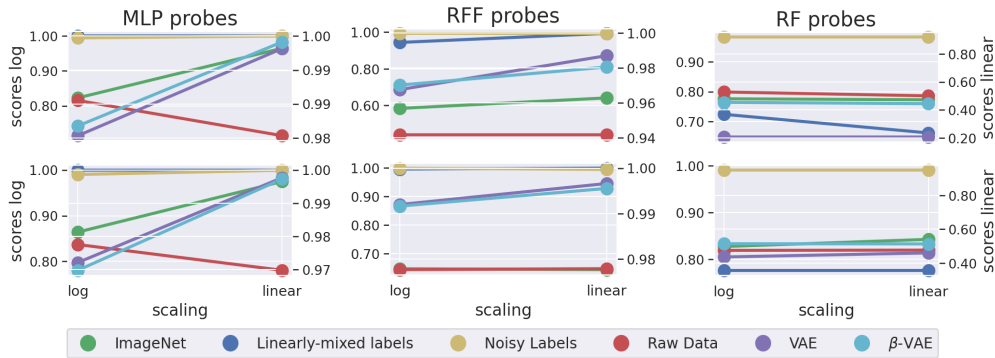 MLP probes
RFF probes
RF probes
scores log
1.00
0.90
0.80
1.00
0.99
0.99
0.98
1.00
0.80
0.60
1.00
0.98
0.96
0.94
0.90
0.80
0.70
0.80
0.60
0.40
0.20
scores linear
scores log
1.00
0.90
0.80
1.00
0.98
0.98
0.97
1.00
0.90
0.80
0.70
1.00
0.99
0.98
1.00
0.90
0.80
0.80
0.60
0.40
scores linear
log
linear
log
linear
log
linear
scaling
scaling
scaling
ImageNet
Linearly-mixed labels
Noisy Labels
Raw Data
VAE
β-VAE